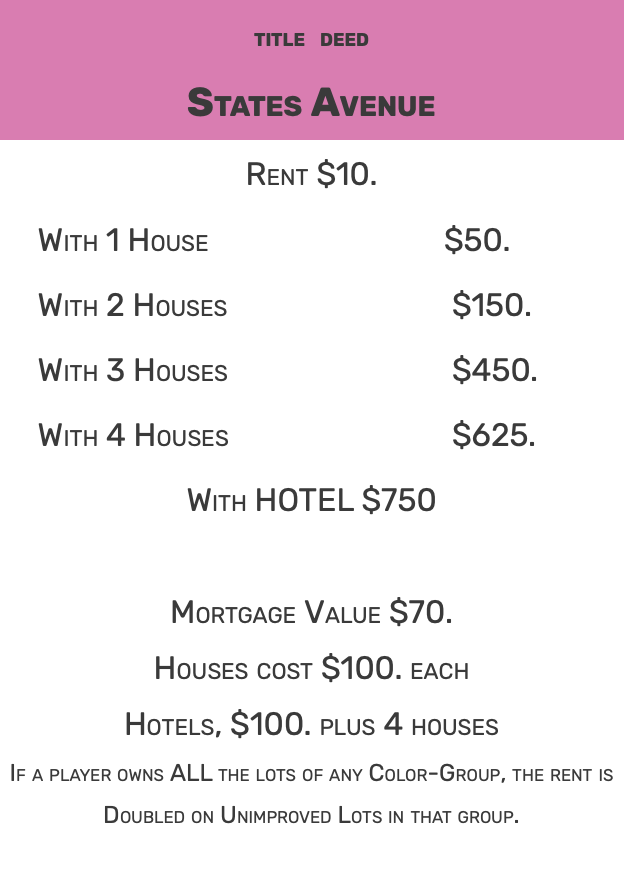 TITLE DEED
States Avenue
Rent $10.
With 1 House $50.
With 2 Houses $150.
With 3 Houses $450.
With 4 Houses $625.
With HOTEL $750
Mortgage Value $70.
Houses cost $100. each
Hotels, $100. plus 4 houses
If a player owns ALL the lots of any Color-Group, the rent is
Doubled on Unimproved Lots in that group.